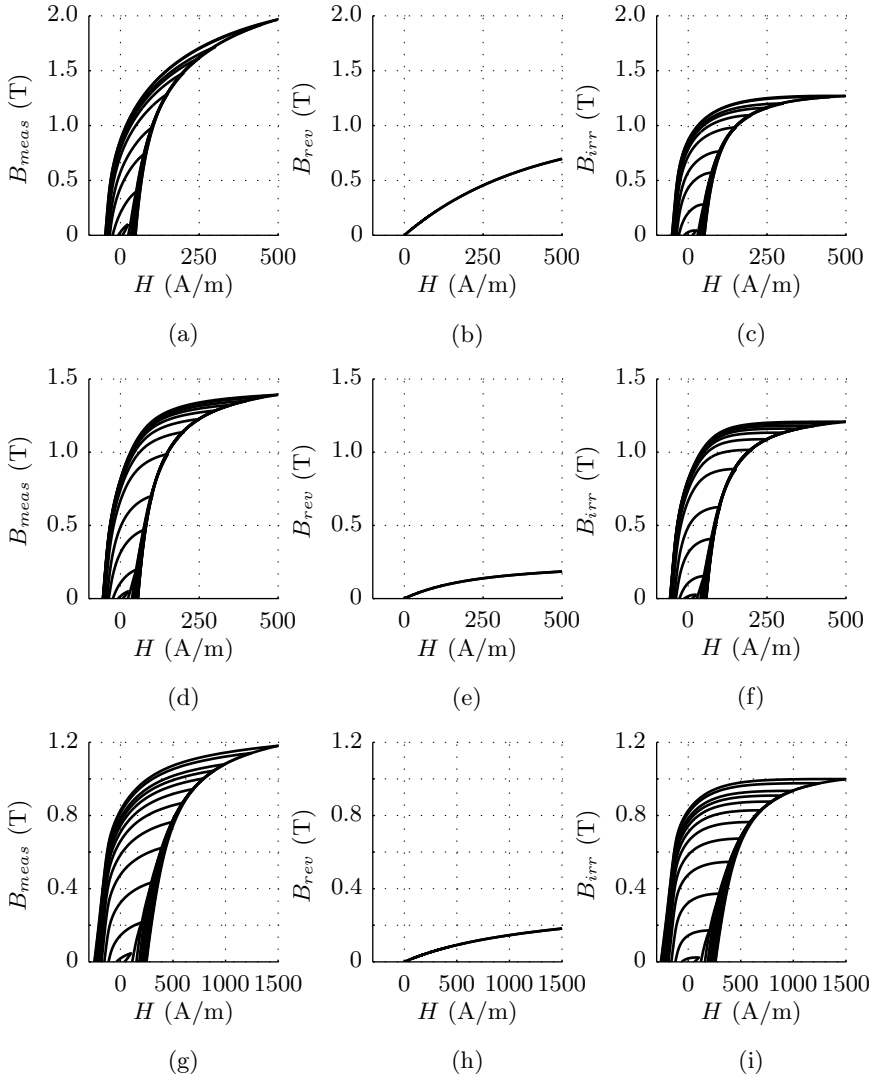 2.0
1.5
1.0
0.5
0
B_meas (T)
0 250 500
H (A/m)
(a)
2.0
1.5
1.0
0.5
0
B_rev (T)
0 250 500
H (A/m)
(b)
2.0
1.5
1.0
0.5
0
B_irr (T)
0 250 500
H (A/m)
(c)
1.5
1.0
0.5
0
B_meas (T)
0 250 500
H (A/m)
(d)
1.5
1.0
0.5
0
B_rev (T)
0 250 500
H (A/m)
(e)
1.5
1.0
0.5
0
B_irr (T)
0 250 500
H (A/m)
(f)
1.2
0.8
0.4
0
B_meas (T)
0 500 1000 1500
H (A/m)
(g)
1.2
0.8
0.4
0
B_rev (T)
0 500 1000 1500
H (A/m)
(h)
1.2
0.8
0.4
0
B_irr (T)
0 500 1000 1500
H (A/m)
(i)